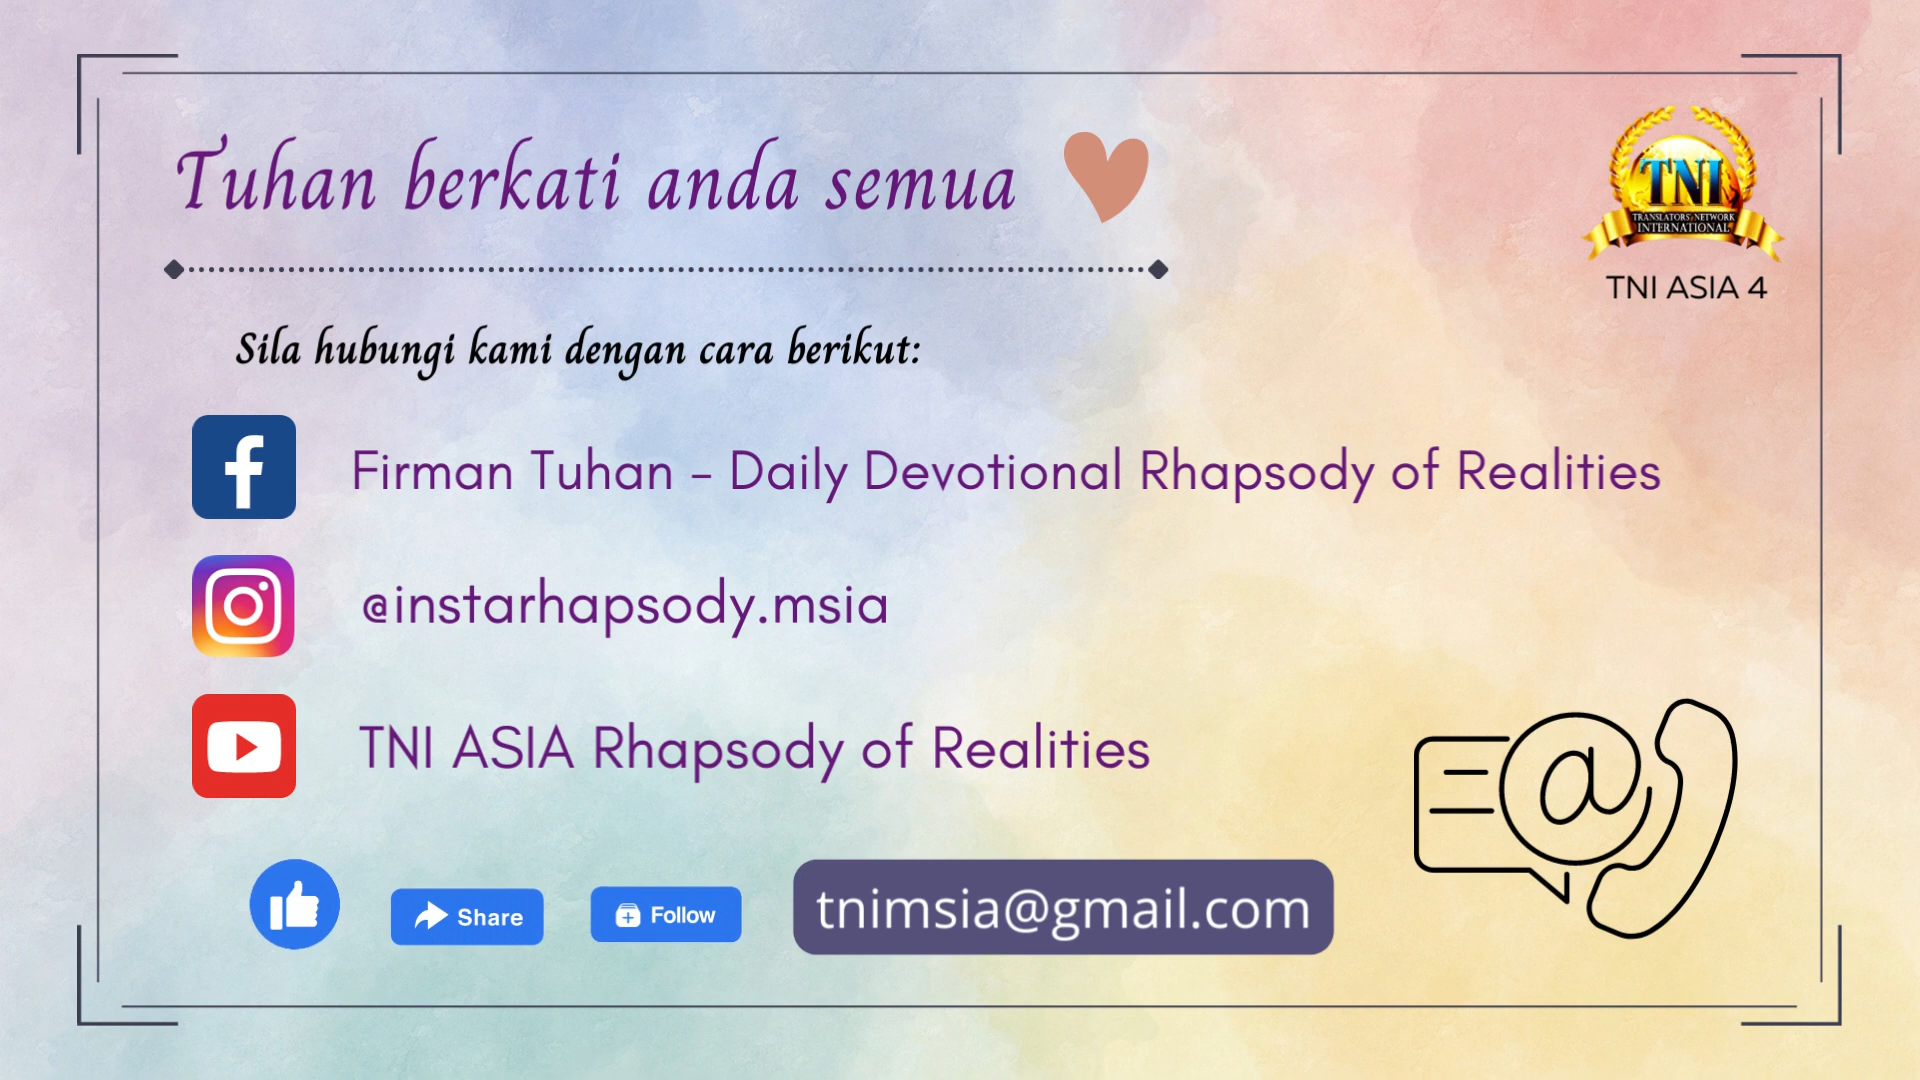 Tuhan berkati anda semua
TNI
TRANSLATORS' NETWORK
INTERNATIONAL
TNI ASIA 4
Sila hubungi kami dengan cara berikut:
Firman Tuhan - Daily Devotional Rhapsody of Realities
@instarhapsody.msia
TNI ASIA Rhapsody of Realities
Share
Follow
tnimsia@gmail.com